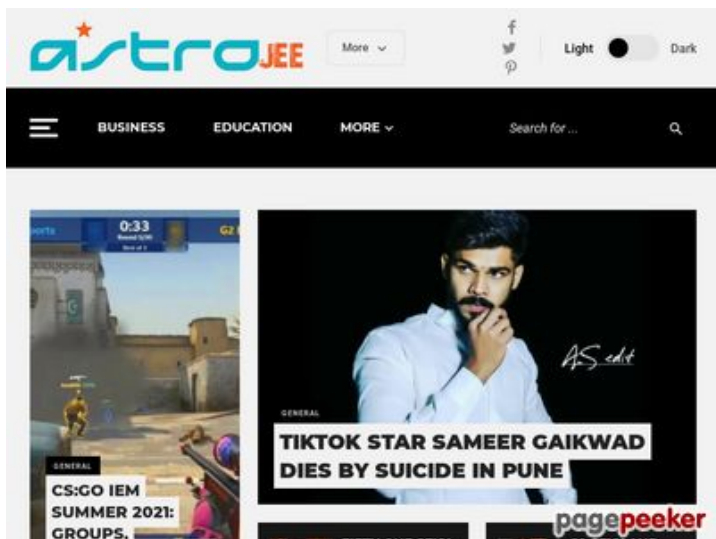 astroJEE
More
Light
Dark
BUSINESS
EDUCATION
MORE
Search for ...
0:33
G2
GENERAL
CS:GO IEM
SUMMER 2021:
GROUPS,
A.S edit
GENERAL
TIKTOK STAR SAMEER GAIKWAD
DIES BY SUICIDE IN PUNE
pagepeeker